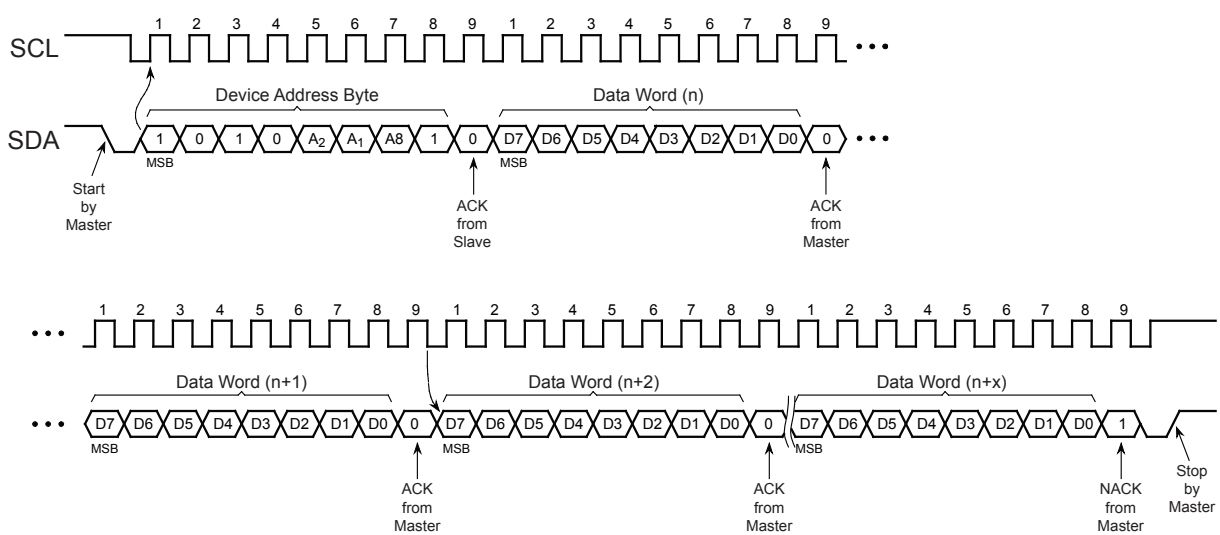 1 2 3 4 5 6 7 8 9 1 2 3 4 5 6 7 8 9
SCL
Device Address Byte Data Word (n)
SDA 1 0 1 0 A2 A1 A8 1 0 D7 D6 D5 D4 D3 D2 D1 D0 0
MSB MSB
Start
by
Master
ACK
from
Slave
ACK
from
Master
1 2 3 4 5 6 7 8 9 1 2 3 4 5 6 7 8 9 1 2 3 4 5 6 7 8 9
Data Word (n+1) Data Word (n+2) Data Word (n+x)
D7 D6 D5 D4 D3 D2 D1 D0 0 D7 D6 D5 D4 D3 D2 D1 D0 0 D7 D6 D5 D4 D3 D2 D1 D0 1
MSB MSB MSB
ACK
from
Master
ACK
from
Master
NACK
from
Master
Stop
by
Master